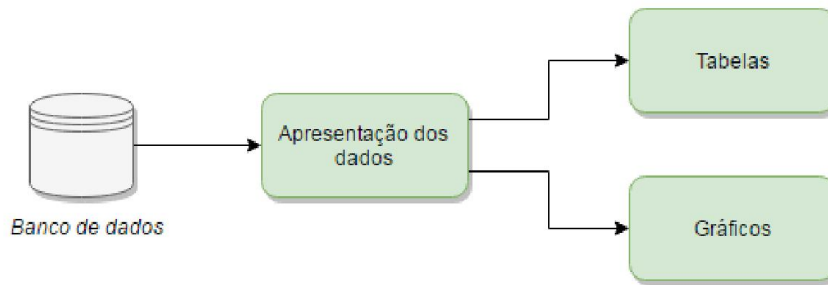 Tabelas
Apresentação dos
dados
Banco de dados
Gráficos